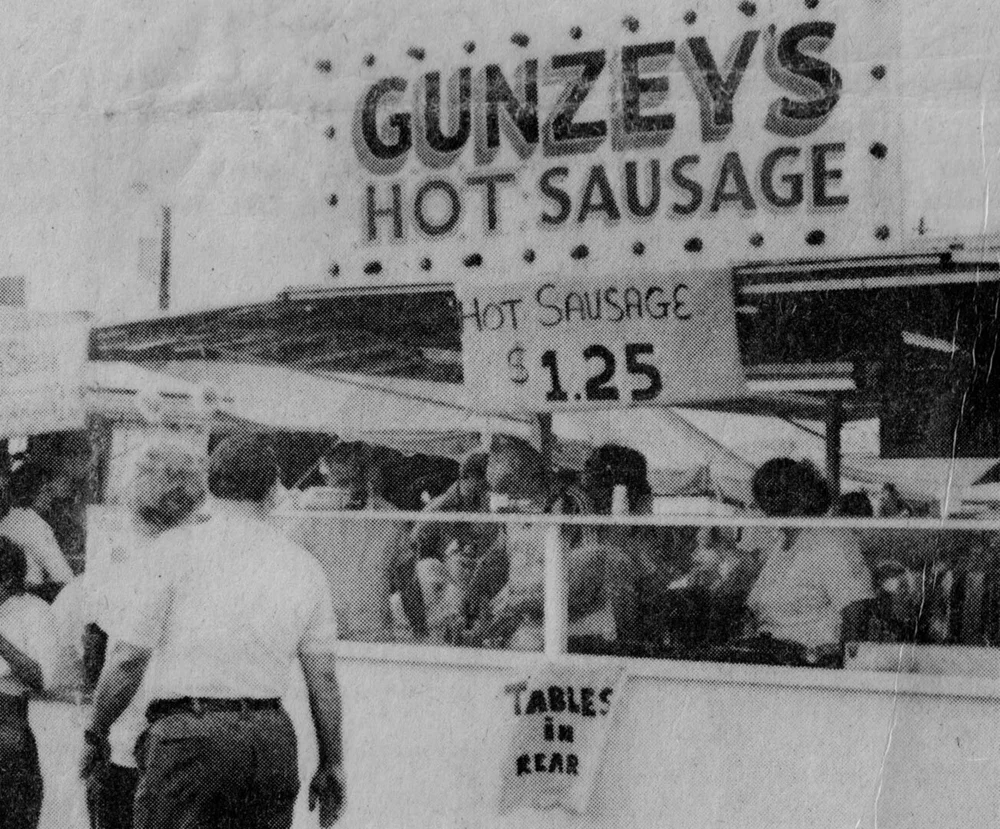 GUNZEY'S
HOT SAUSAGE
HOT SAUSAGE
$1.25
TABLES
in
REAR